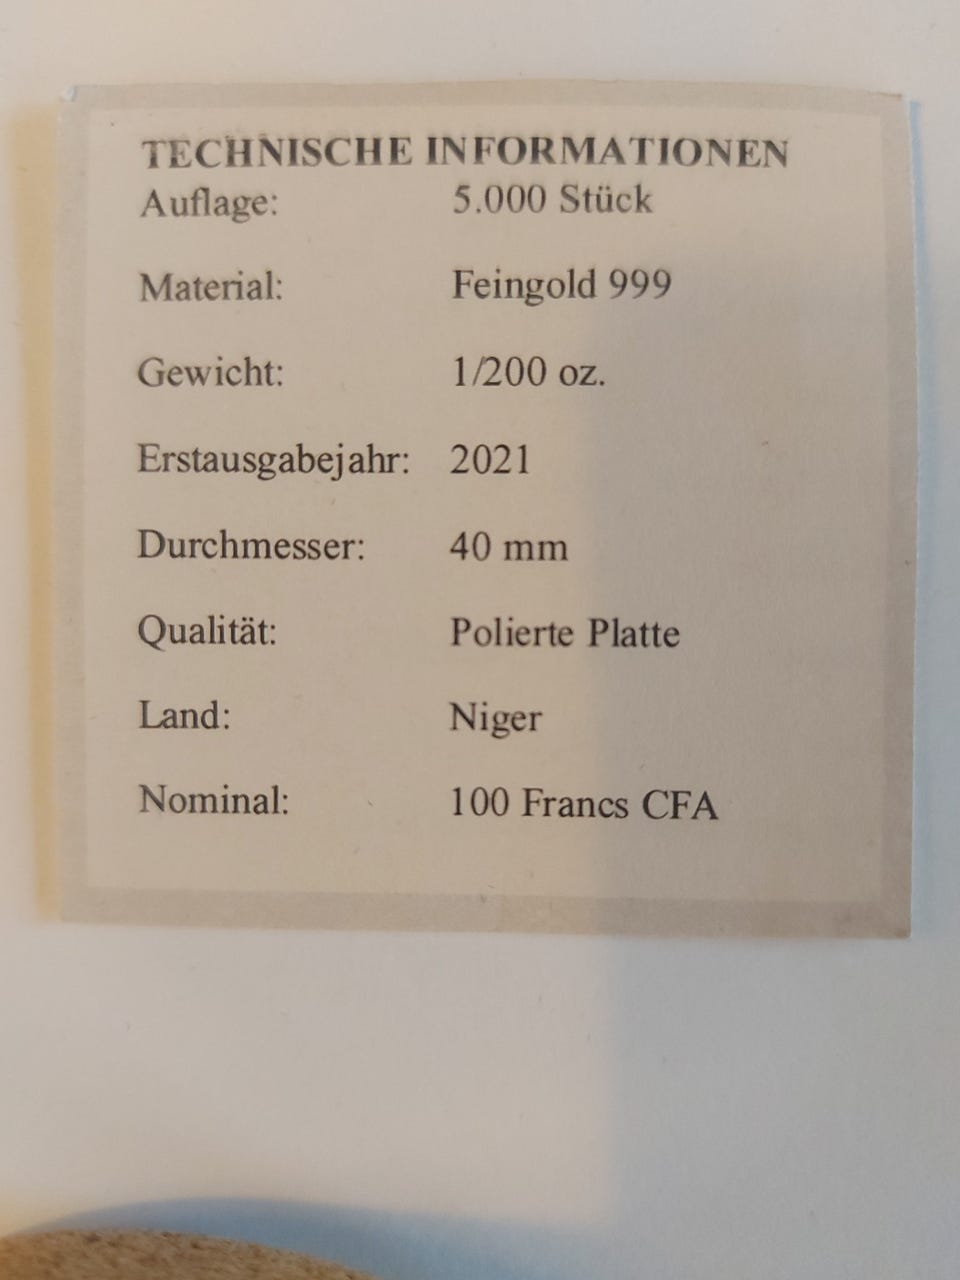 TECHNISCHE INFORMATIONEN
Auflage: 5.000 Stück
Material: Feingold 999
Gewicht: 1/200 oz.
Erstausgabejahr: 2021
Durchmesser: 40 mm
Qualität: Polierte Platte
Land: Niger
Nominal: 100 Francs CFA